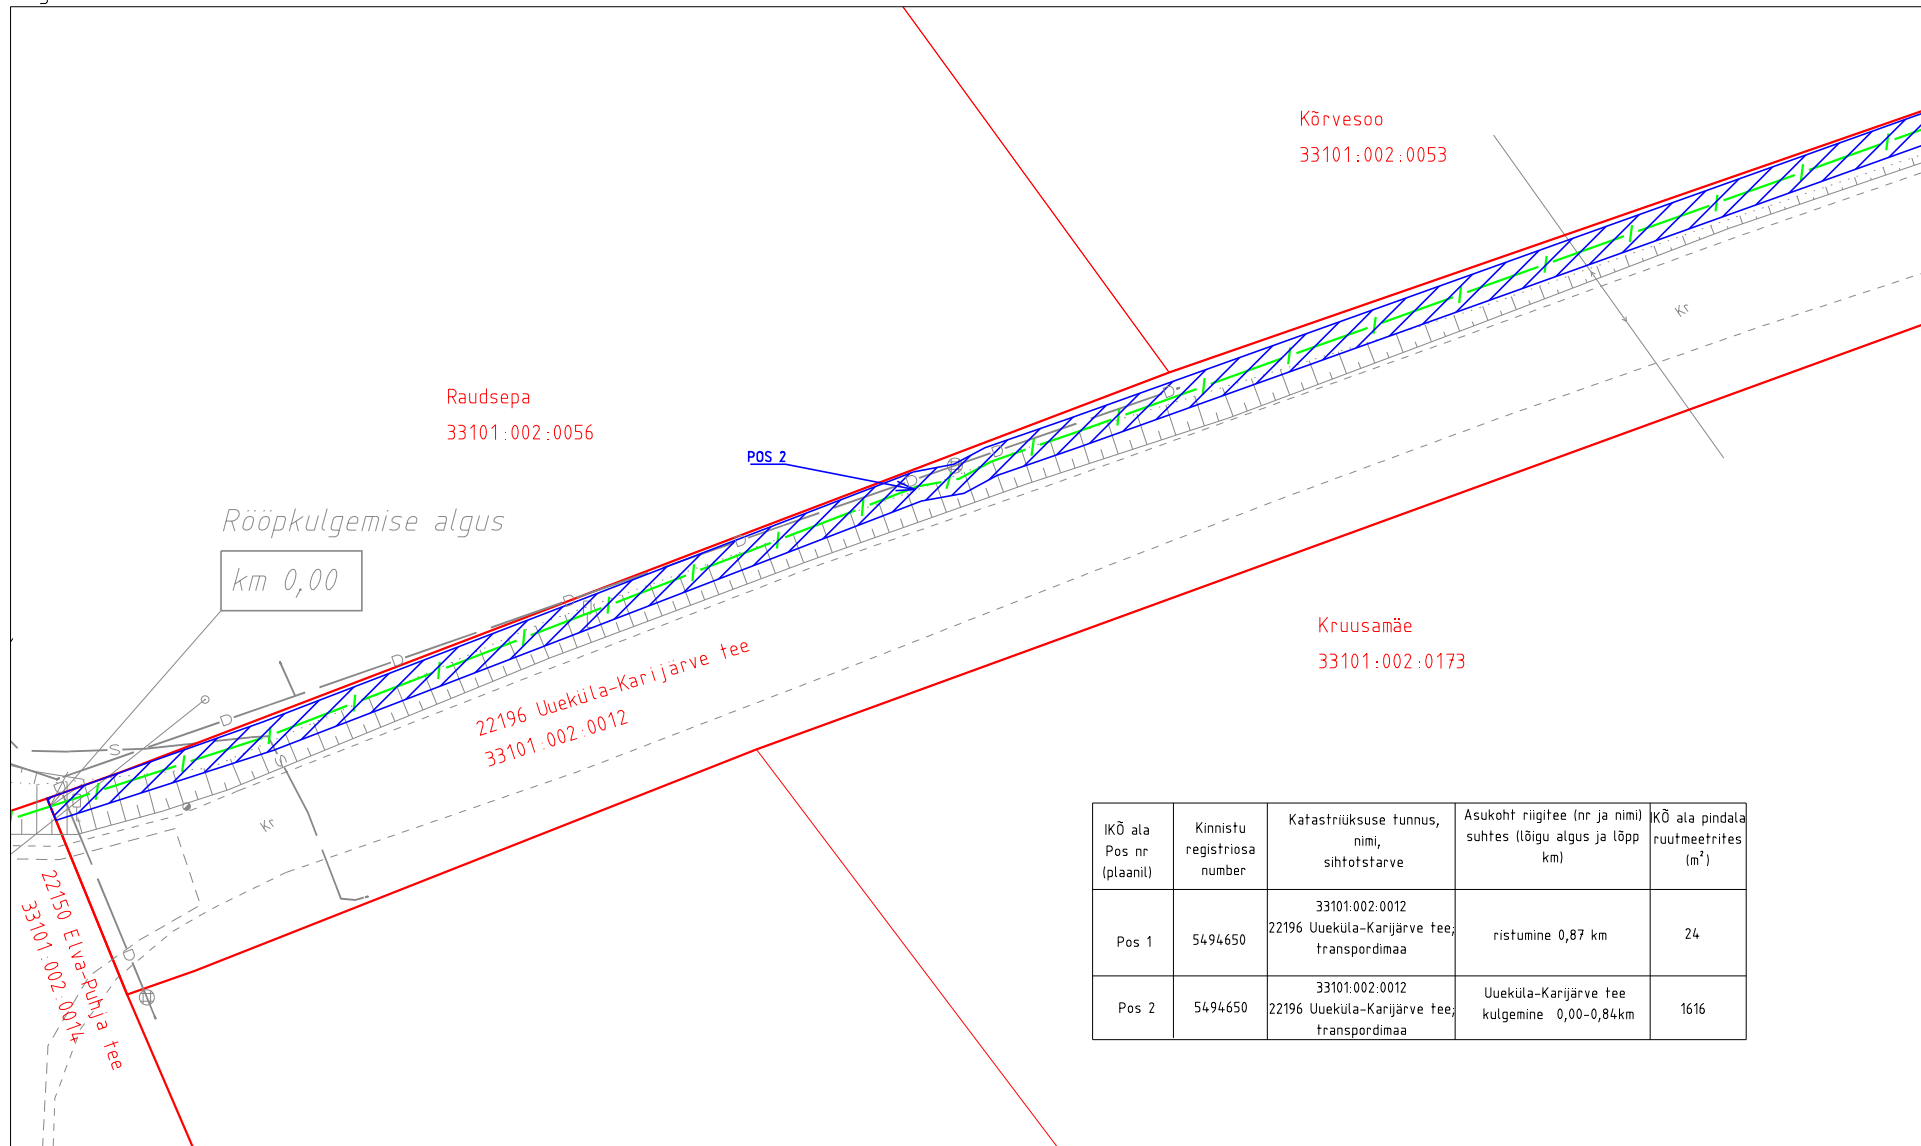 Kõrvesoo
33101:002:0053
Kr
Raudsepa
33101:002:0056
POS 2
D
D
D
D
D
D
D
S
S
D
Rööpkulgemise algus
km 0,00
22196 Uueküla-Karijärve tee
33101:002:0012
Kruusamäe
33101:002:0173
Kr
22150 Elva-Puhja tee
33101:002:0014
IKÕ ala
Pos nr
(plaanil)
Kinnistu
registriosa
number
Katastriüksuse tunnus,
nimi,
sihtotstarve
Asukoht riigitee (nr ja nimi)
suhtes (lõigu algus ja lõpp
km)
IKÕ ala pindala
ruutmeetrites
(m²)
Pos 1
5494650
33101:002:0012
22196 Uueküla-Karijärve tee;
transpordimaa
ristumine 0,87 km
24
Pos 2
5494650
33101:002:0012
22196 Uueküla-Karijärve tee;
transpordimaa
Uueküla-Karijärve tee
kulgemine 0,00-0,84km
1616